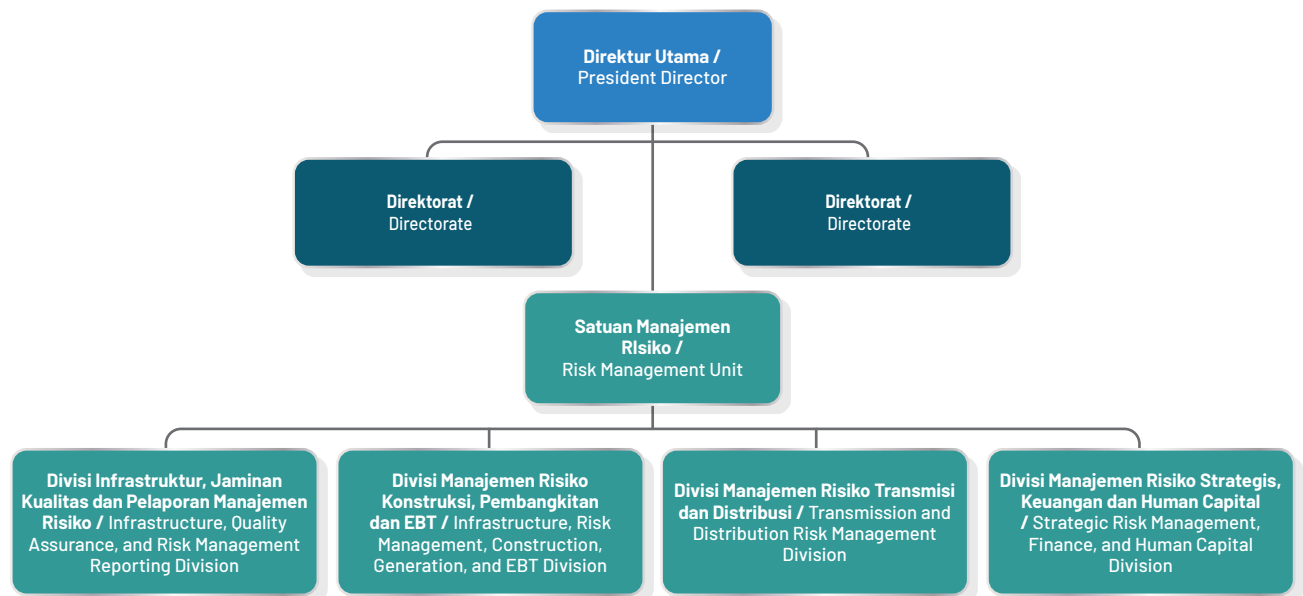 Direktur Utama /
President Director
Direktorat /
Directorate
Direktorat /
Directorate
Satuan Manajemen
RIsiko /
Risk Management Unit
Divisi Infrastruktur, Jaminan
Kualitas dan Pelaporan Manajemen
Risiko / Infrastructure, Quality
Assurance, and Risk Management
Reporting Division
Divisi Manajemen Risiko
Konstruksi, Pembangkitan
dan EBT / Infrastructure, Risk
Management, Construction,
Generation, and EBT Division
Divisi Manajemen Risiko Transmisi
dan Distribusi / Transmission and
Distribution Risk Management
Division
Divisi Manajemen Risiko Strategis,
Keuangan dan Human Capital
/ Strategic Risk Management,
Finance, and Human Capital
Division